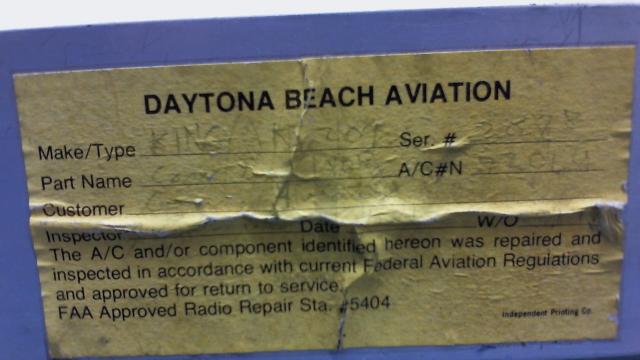 DAYTONA BEACH AVIATION
Make/Type KING Ser. #
Part Name A/C#N
Customer
Inspector Date W/O
The A/C and/or component identified hereon was repaired and
inspected in accordance with current Federal Aviation Regulations
and approved for return to service.
FAA Approved Radio Repair Sta. #5404
Independent Printing Co.